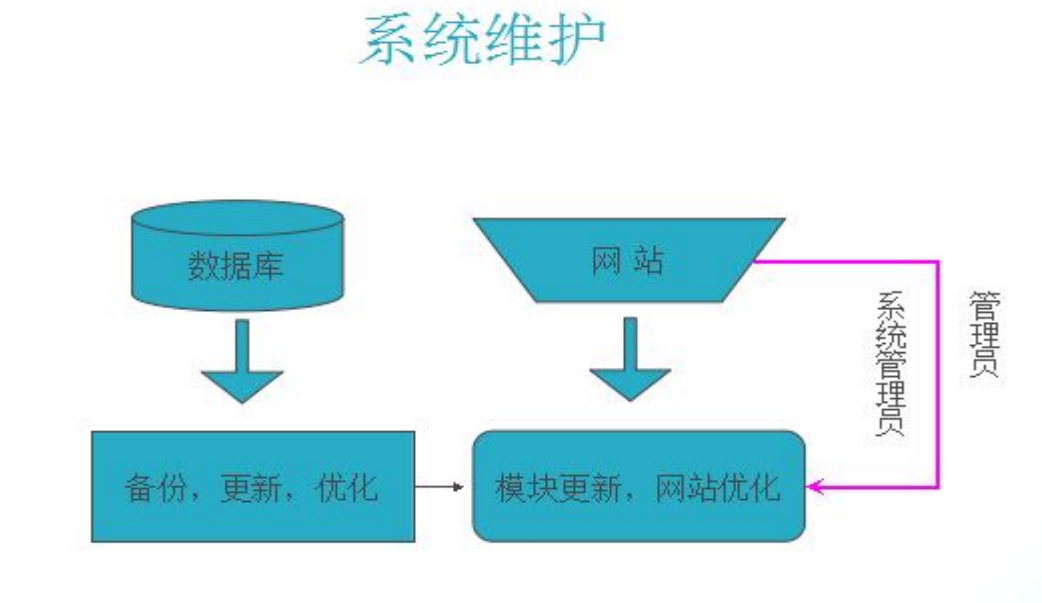 系统维护
数据库
网 站
系统管理员
管理员
备份，更新，优化
模块更新，网站优化